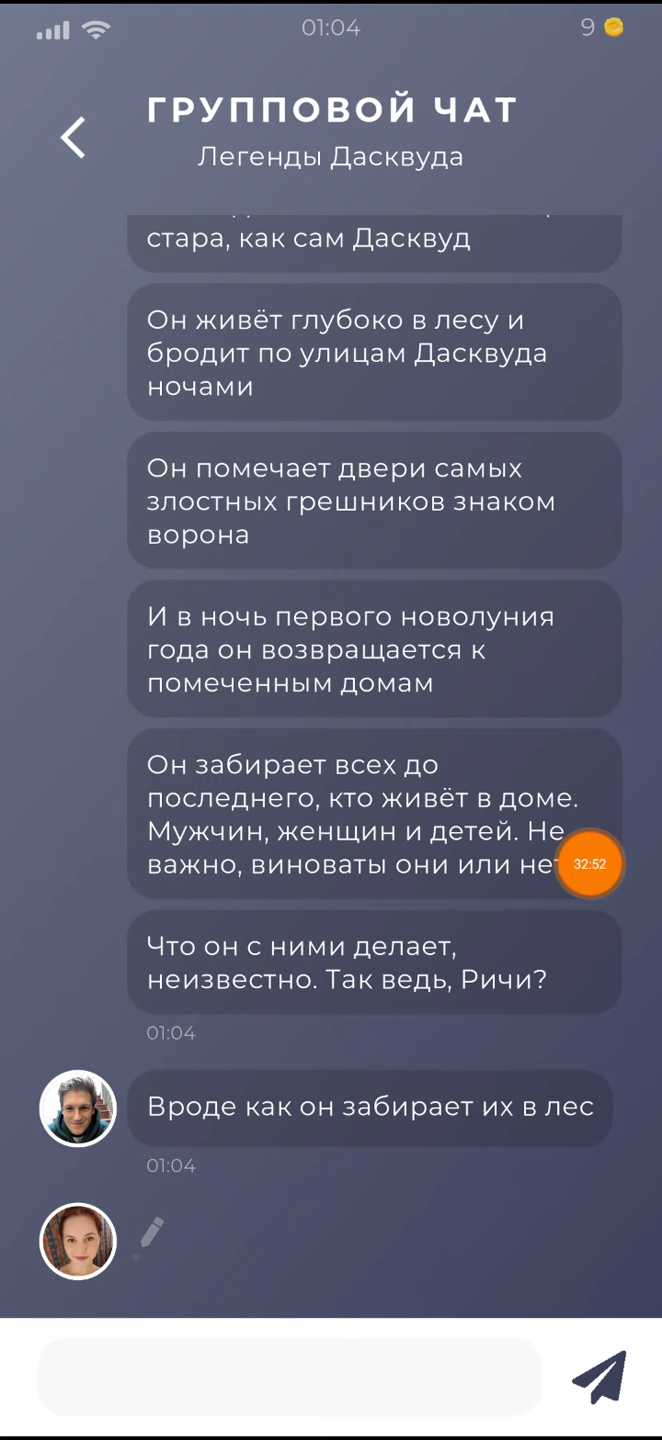 01:04
9
ГРУППОВОЙ ЧАТ
Легенды Дасквуда
стара, как сам Дасквуд
Он живёт глубоко в лесу и
бродит по улицам Дасквуда
ночами
Он помечает двери самых
злостных грешников знаком
ворона
И в ночь первого новолуния
года он возвращается к
помеченным домам
Он забирает всех до
последнего, кто живёт в доме.
Мужчин, женщин и детей. Не
важно, виноваты они или нет
32:52
Что он с ними делает,
неизвестно. Так ведь, Ричи?
01:04
Вроде как он забирает их в лес
01:04